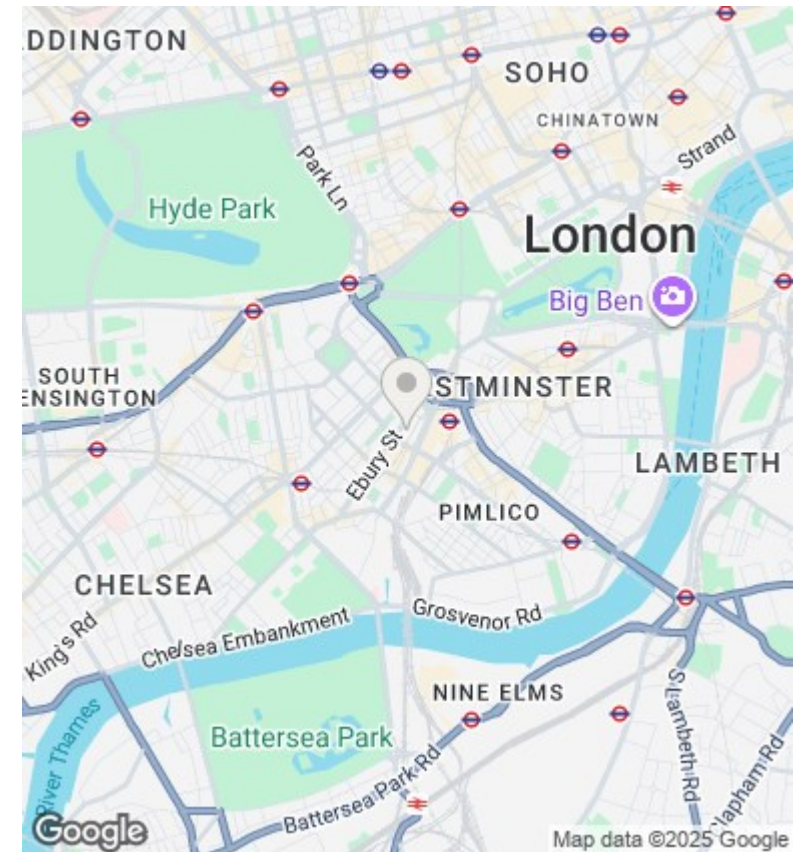 DDINGTON
SOHO
CHINATOWN
Strand
Park Ln
Hyde Park
London
Big Ben
SOUTH
ENSINGTON
STMINSTER
Ebury St
LAMBETH
PIMLICO
CHELSEA
King's Rd
Chelsea Embankment
Grosvenor Rd
NINE ELMS
S Lambeth Rd
River Thames
Battersea Park
Battersea Park Rd
Clapham Rd
Google
Map data ©2025 Google